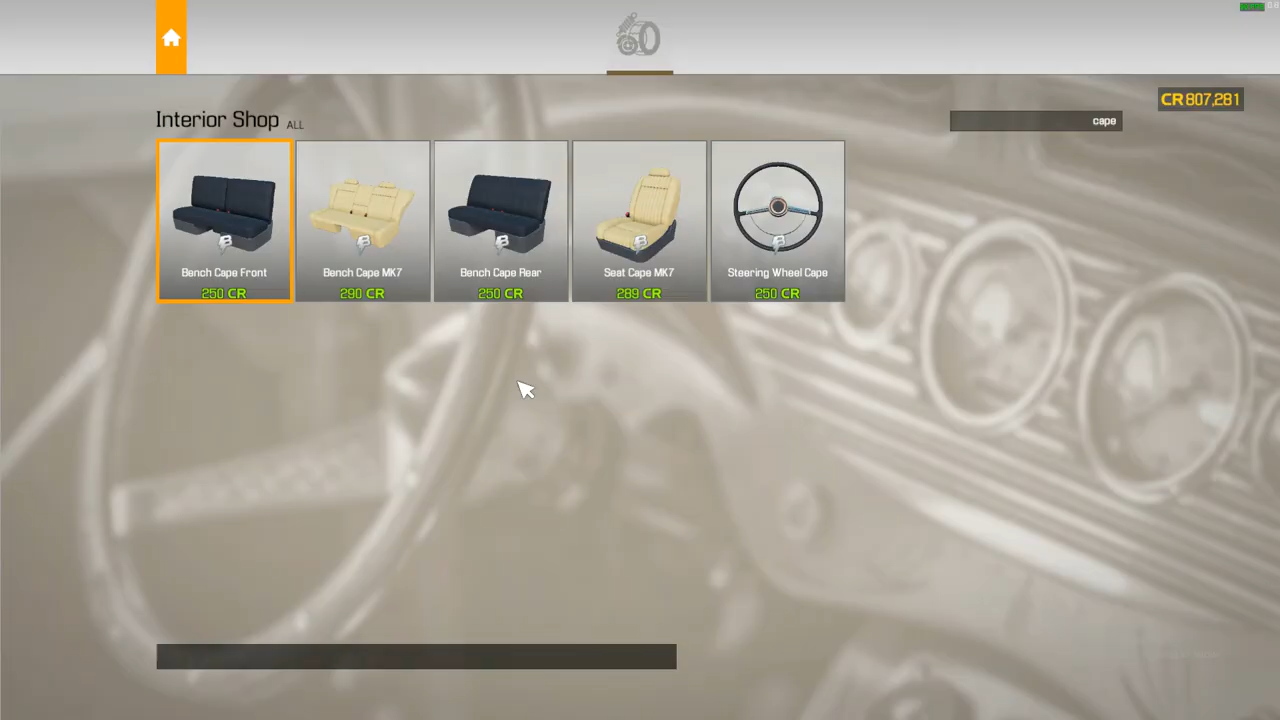 CR 807,281
Interior Shop ALL
cape
Bench Cape Front
250 CR
Bench Cape MK7
290 CR
Bench Cape Rear
250 CR
Seat Cape MK7
289 CR
Steering Wheel Cape
250 CR